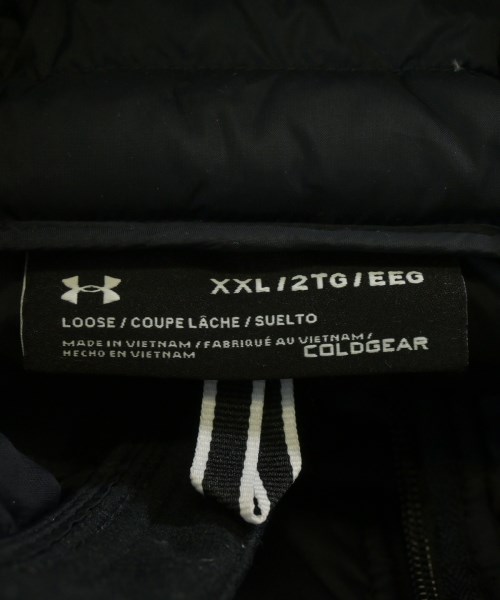 XXL/2TG/EEG
LOOSE / COUPE LÂCHE / SUELTO
MADE IN VIETNAM / FABRIQUÉ AU VIETNAM /
HECHO EN VIETNAM
COLDGEAR